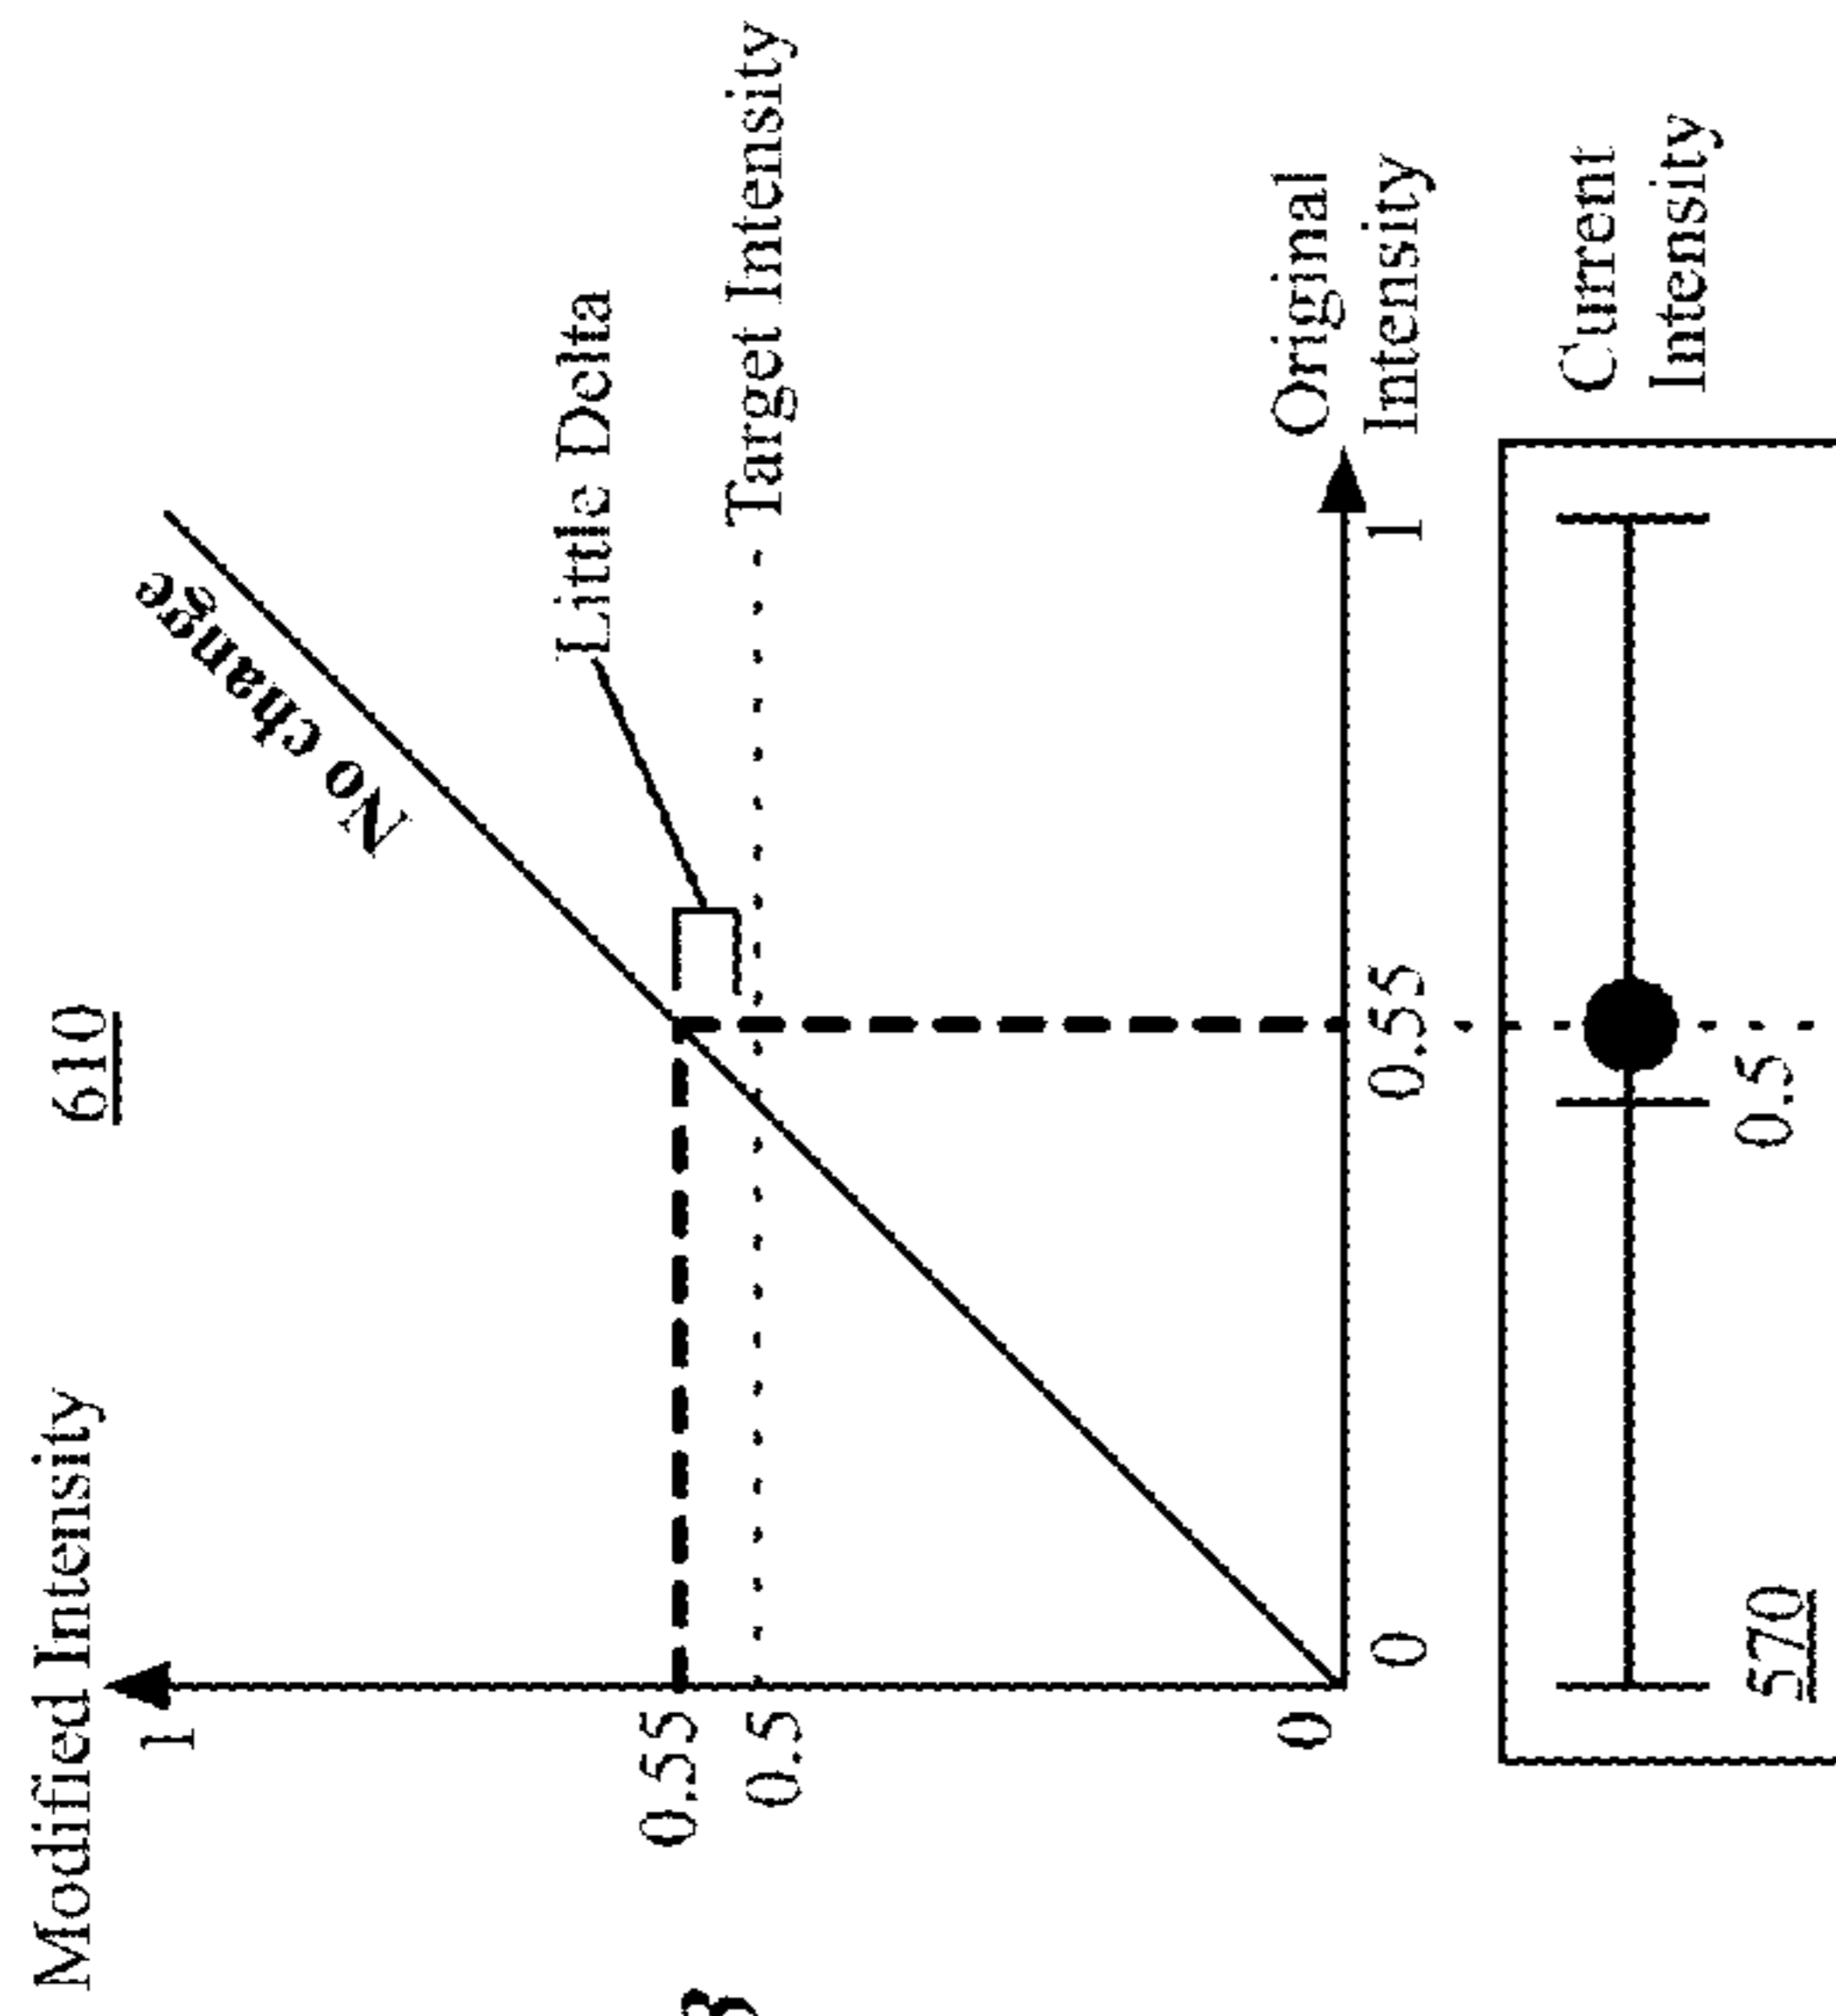 610
Modified Intensity
No change
1
Little Delta
0.55
Target Intensity
0.5
0
Original
Intensity
0
0.55
1
Current
Intensity
0.5
570
3